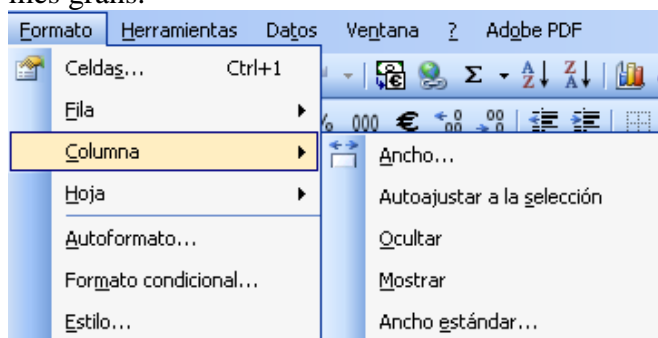 més grans.
Formato Herramientas Datos Ventana ? Adobe PDF
Celdas... Ctrl+1
Fila
% 000 €
Columna
Ancho...
Hoja
Autoajustar a la selección
Autoformato...
Ocultar
Formato condicional...
Mostrar
Estilo...
Ancho estándar...